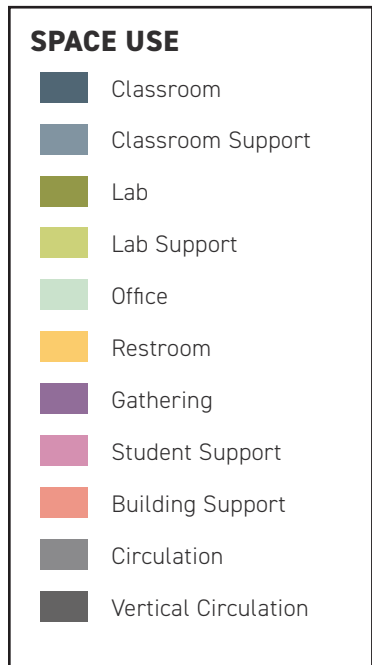 SPACE USE
Classroom
Classroom Support
Lab
Lab Support
Office
Restroom
Gathering
Student Support
Building Support
Circulation
Vertical Circulation